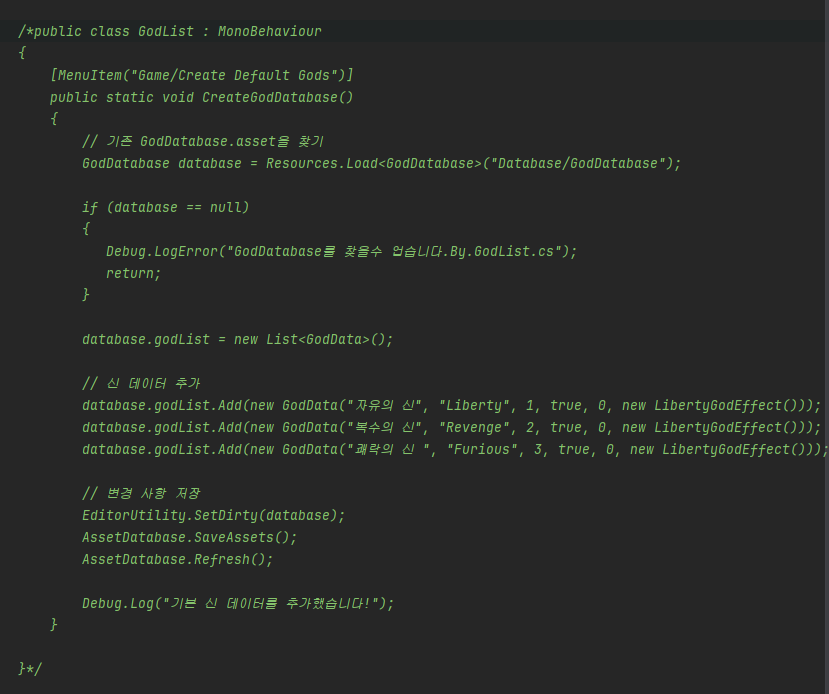 /*public class GodList : MonoBehaviour
{
    [MenuItem("Game/Create Default Gods")]
    public static void CreateGodDatabase()
    {
        // 기존 GodDatabase.asset을 찾기
        GodDatabase database = Resources.Load<GodDatabase>("Database/GodDatabase");

        if (database == null)
        {
           Debug.LogError("GodDatabase를 찾을수 없습니다.By.GodList.cs");
           return;
        }

        database.godList = new List<GodData>();

        // 신 데이터 추가
        database.godList.Add(new GodData("자유의 신", "Liberty", 1, true, 0, new LibertyGodEffect()));
        database.godList.Add(new GodData("복수의 신", "Revenge", 2, true, 0, new LibertyGodEffect()));
        database.godList.Add(new GodData("쾌락의 신 ", "Furious", 3, true, 0, new LibertyGodEffect()));

        // 변경 사항 저장
        EditorUtility.SetDirty(database);
        AssetDatabase.SaveAssets();
        AssetDatabase.Refresh();

        Debug.Log("기본 신 데이터를 추가했습니다!");
    }

}*/